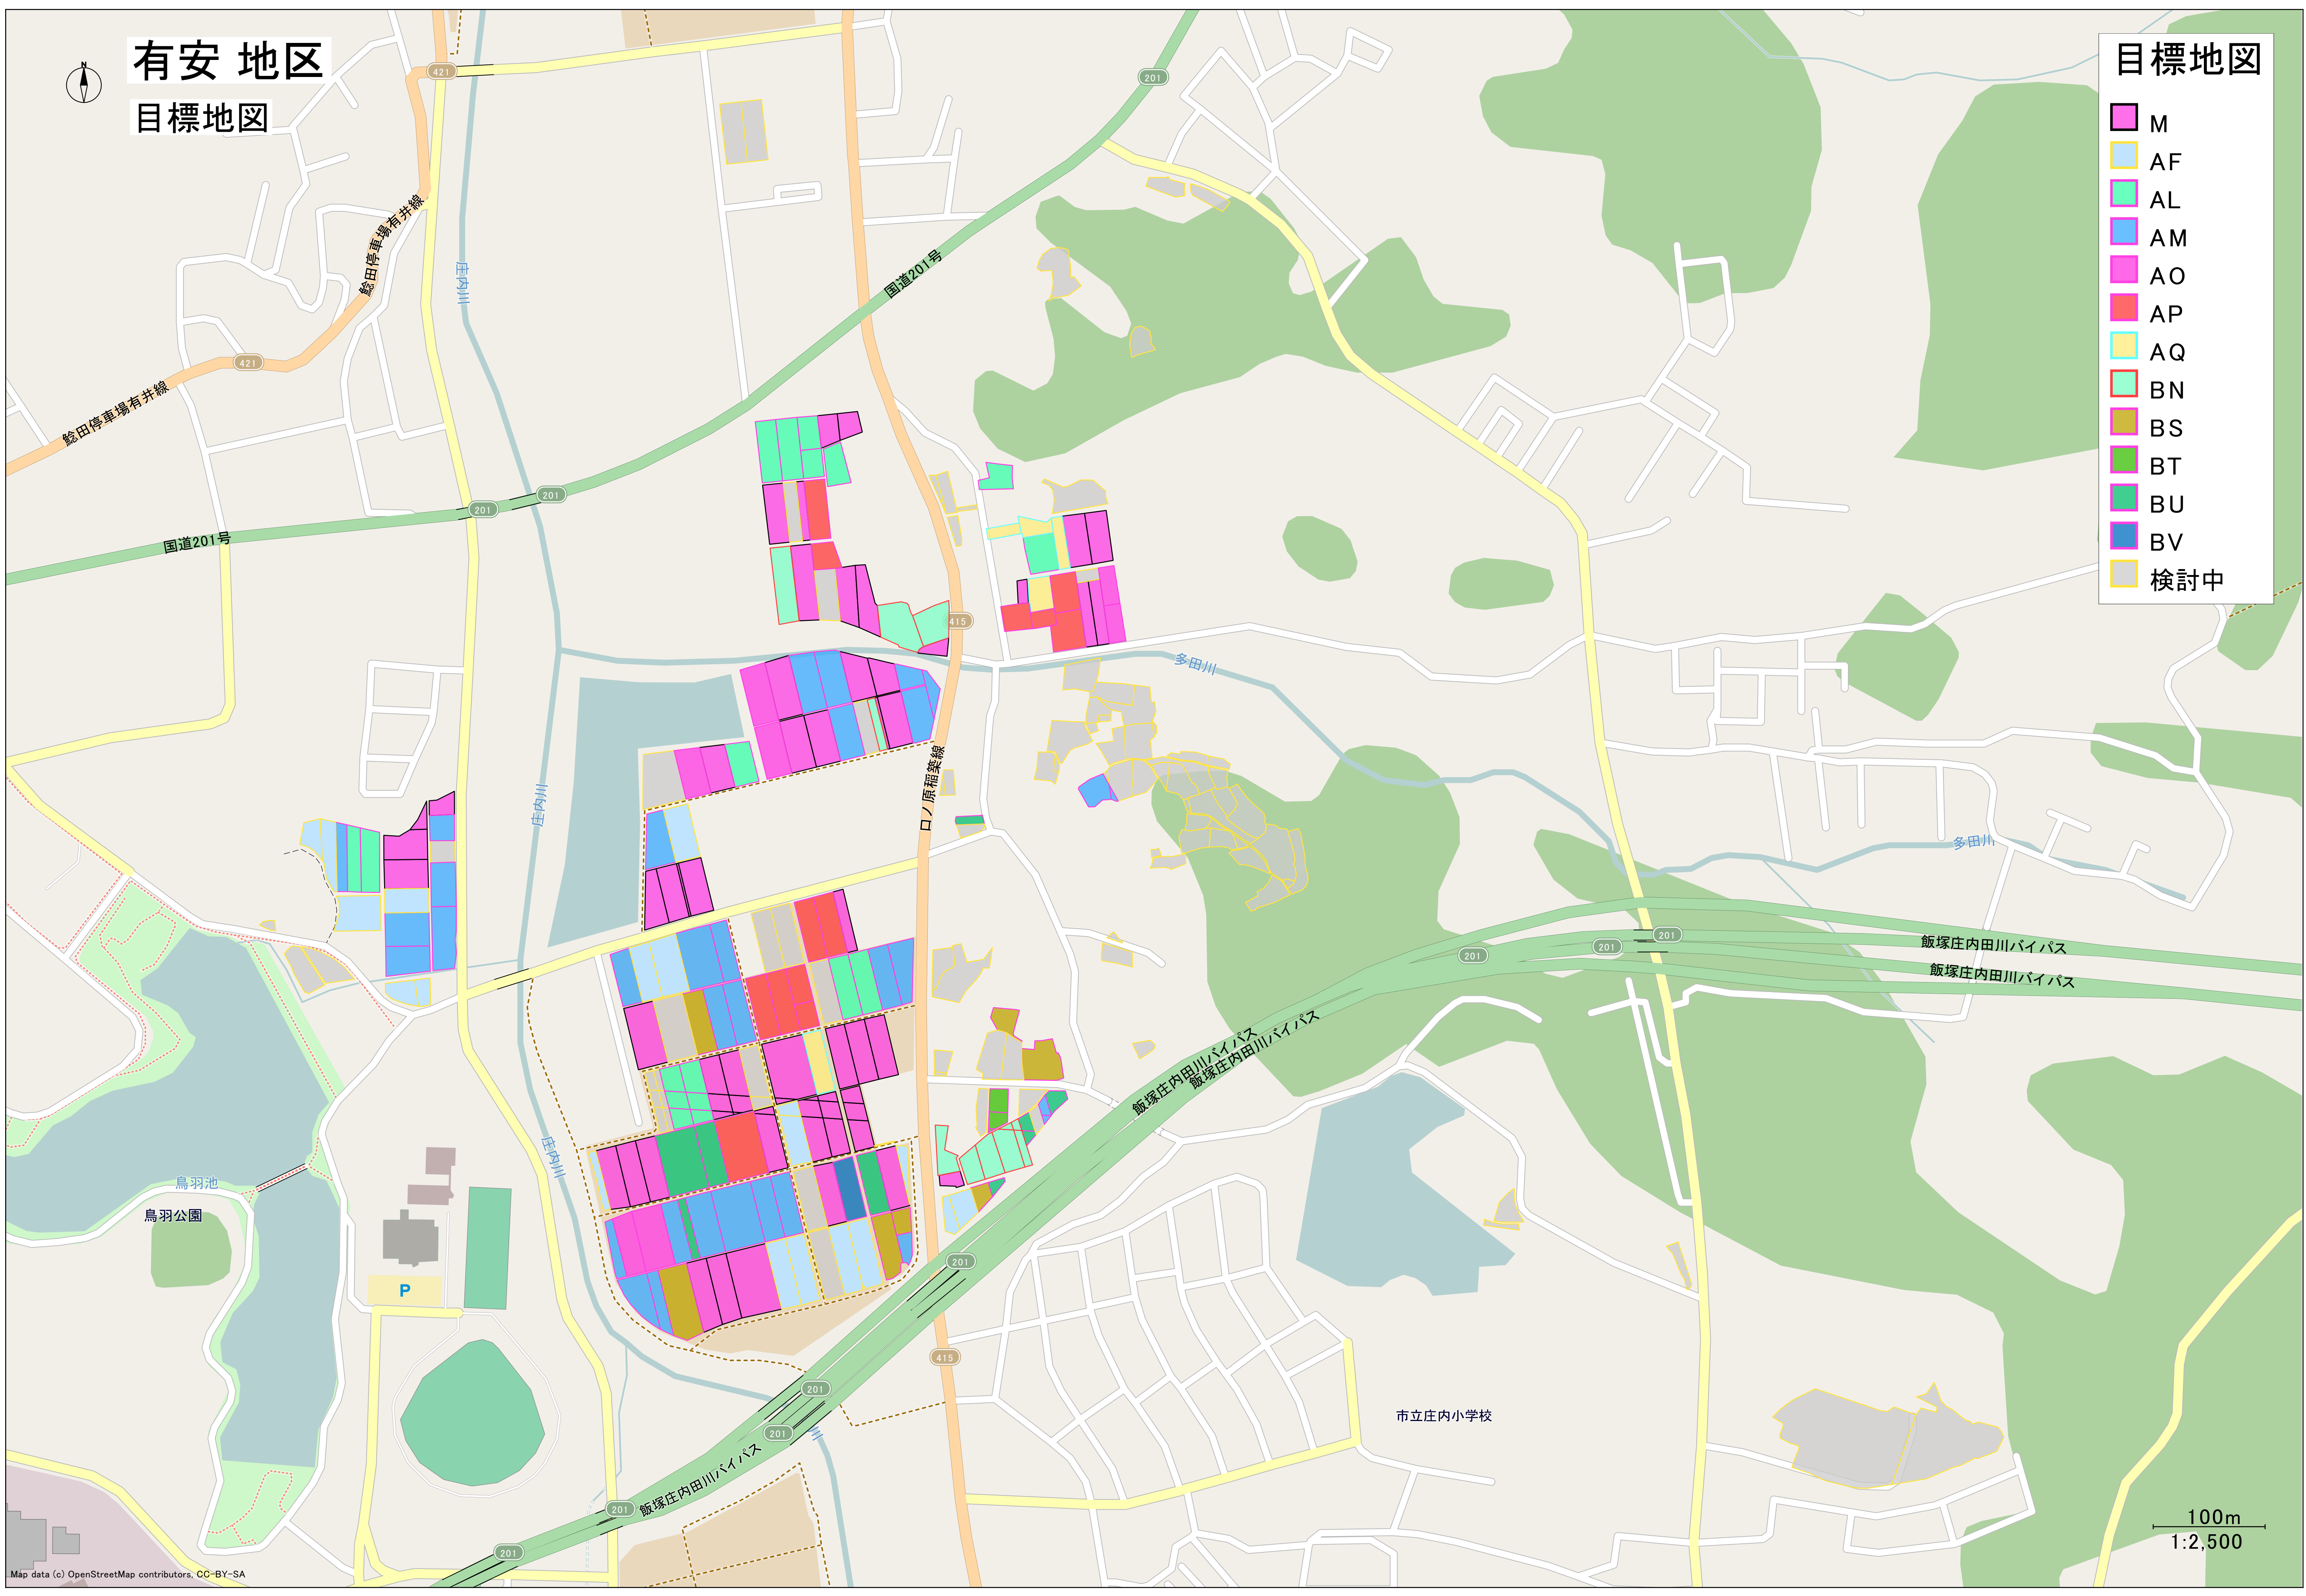 有安 地区
目標地図
N
目標地図
M
AF
AL
AM
AO
AP
AQ
BN
BS
BT
BU
BV
検討中
421
201
鯰田停車場有井線
庄内川
国道201号
421
鯰田停車場有井線
201
201
国道201号
415
多田川
口ノ原稲築線
庄内川
多田川
201
201
201
飯塚庄内田川バイパス
飯塚庄内田川バイパス
飯塚庄内田川バイパス
飯塚庄内田川バイパス
庄内川
鳥羽池
鳥羽公園
P
201
415
201
201
川
市立庄内小学校
飯塚庄内田川バイパス
201
201
100m
1:2,500
Map data (c) OpenStreetMap contributors, CC-BY-SA